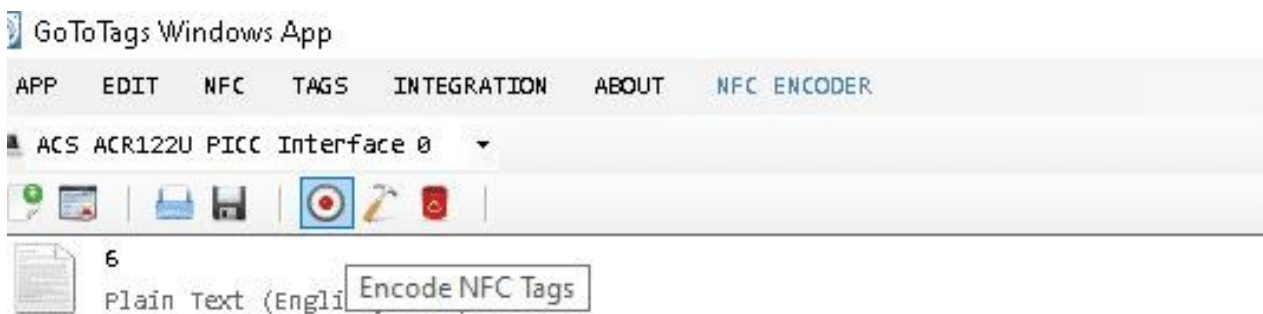 GoToTags Windows App
APP EDIT NFC TAGS INTEGRATION ABOUT NFC ENCODER
ACS ACR122U PICC Interface 0
6
Encode NFC Tags
Plain Text (Engli